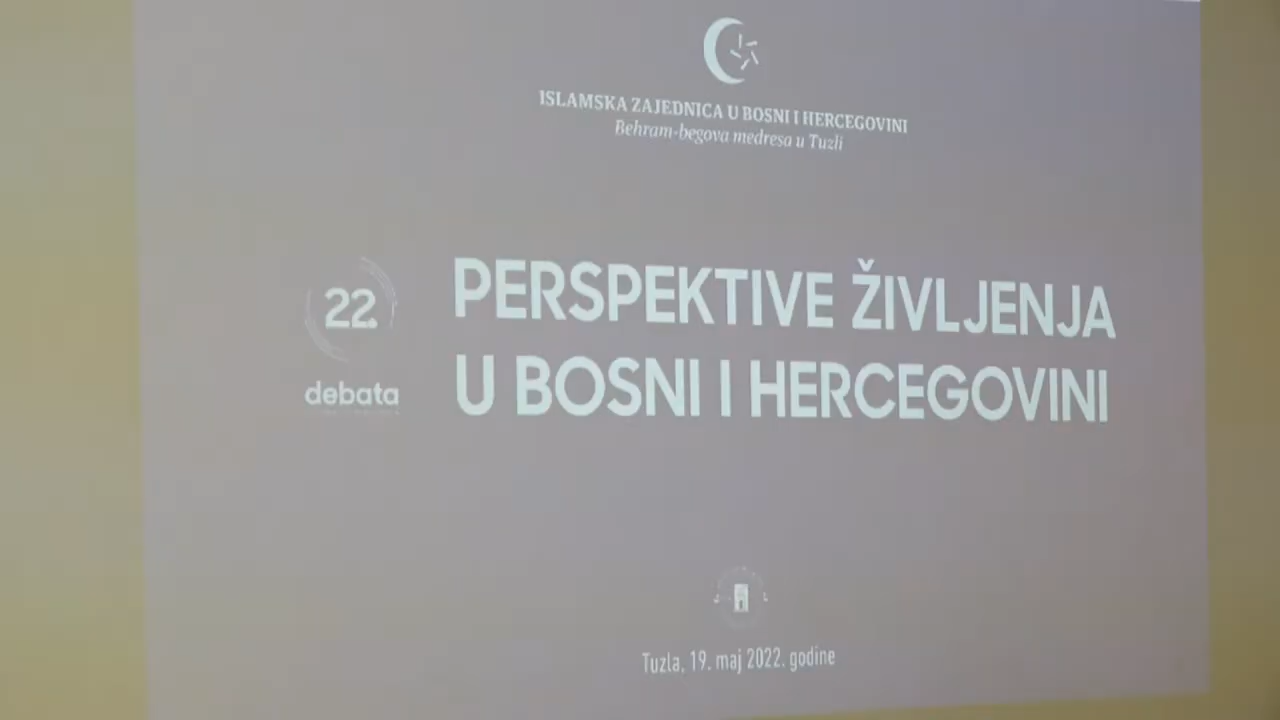 ISLAMSKA ZAJEDNICA U BOSNI I HERCEGOVINI
Behram-begova medresa u Tuzli
22.
debata
PERSPEKTIVE ŽIVLJENJA
U BOSNI I HERCEGOVINI
Tuzla, 19. maj 2022. godine